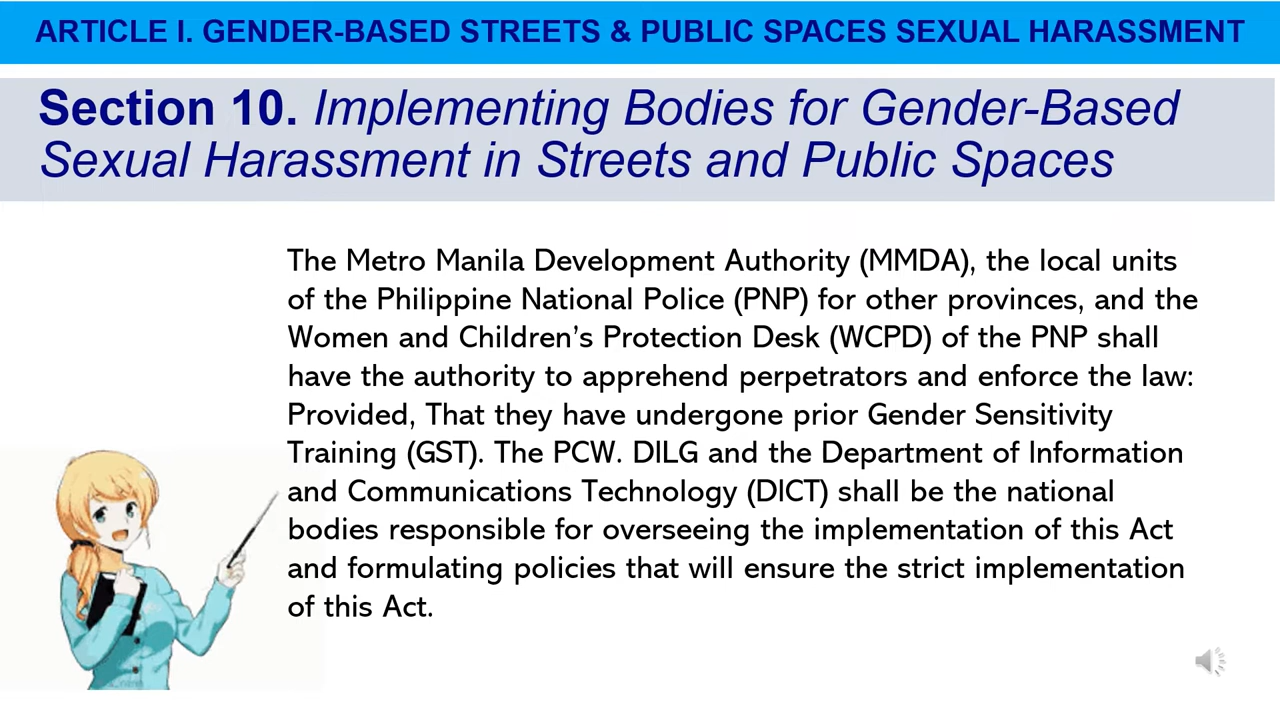 ARTICLE I. GENDER-BASED STREETS & PUBLIC SPACES SEXUAL HARASSMENT
Section 10. Implementing Bodies for Gender-Based
Sexual Harassment in Streets and Public Spaces
The Metro Manila Development Authority (MMDA), the local units
of the Philippine National Police (PNP) for other provinces, and the
Women and Children's Protection Desk (WCPD) of the PNP shall
have the authority to apprehend perpetrators and enforce the law:
Provided, That they have undergone prior Gender Sensitivity
Training (GST). The PCW. DILG and the Department of Information
and Communications Technology (DICT) shall be the national
bodies responsible for overseeing the implementation of this Act
and formulating policies that will ensure the strict implementation
of this Act.